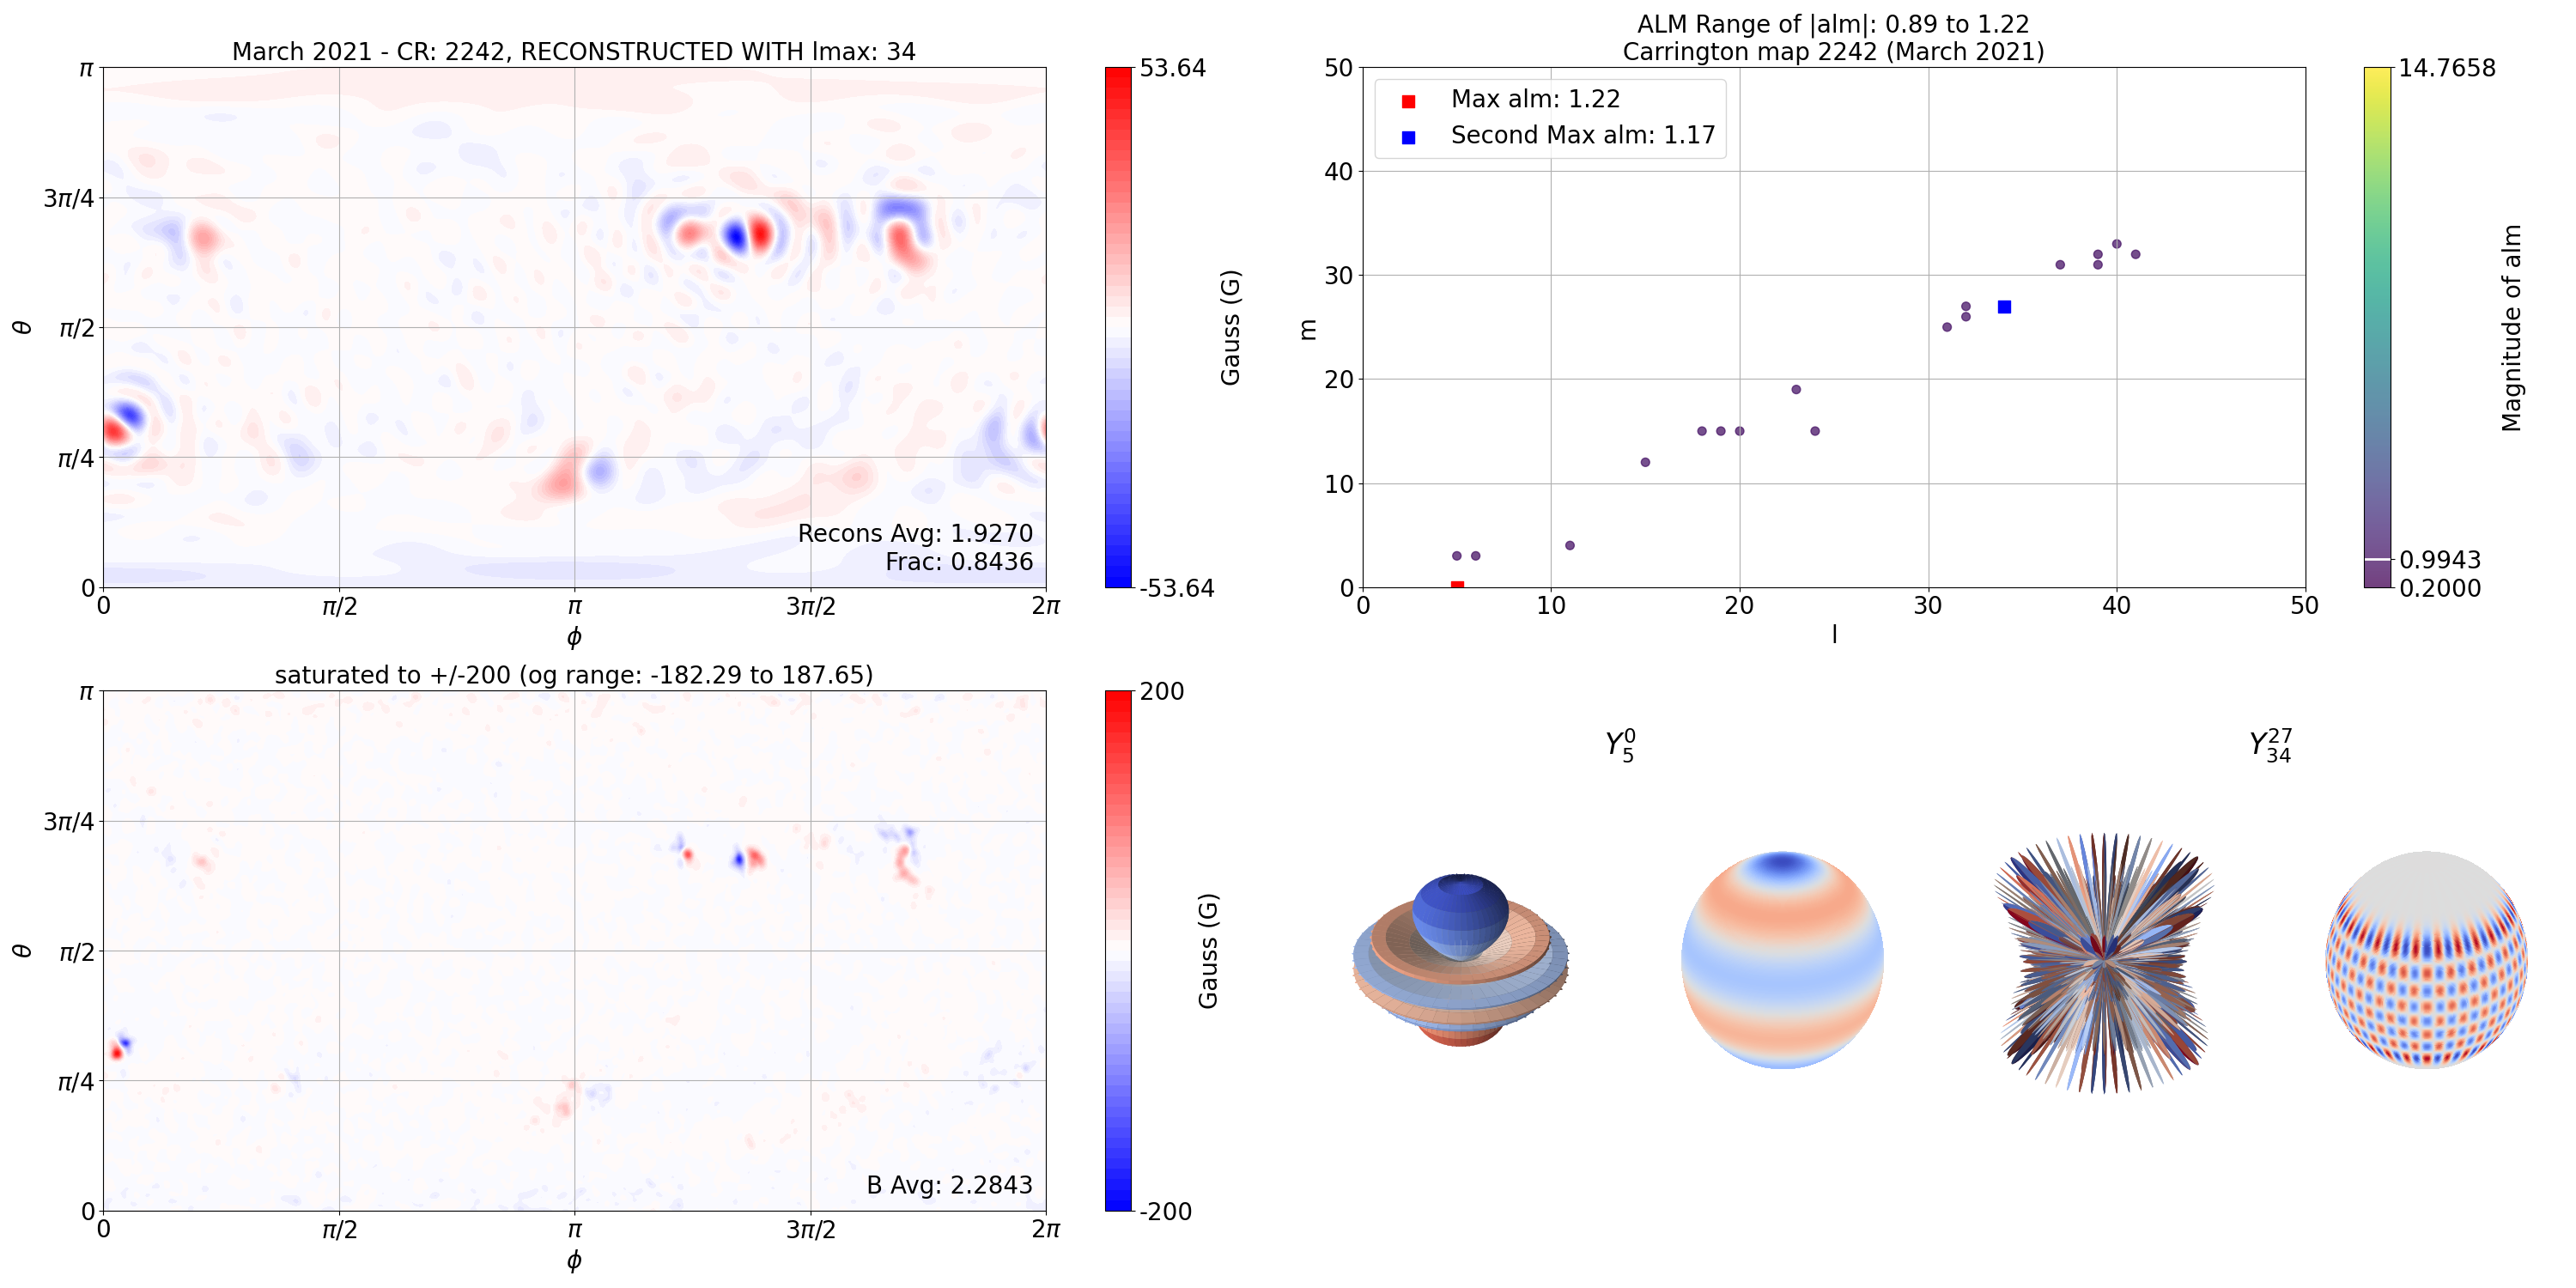 March 2021 - CR: 2242, RECONSTRUCTED WITH lmax: 34
π
3π/4
π/2
π/4
0
θ
0
π/2
π
3π/2
2π
ϕ
Recons Avg: 1.9270
Frac: 0.8436
53.64
-53.64
Gauss (G)
ALM Range of |alm|: 0.89 to 1.22
Carrington map 2242 (March 2021)
Max alm: 1.22
Second Max alm: 1.17
50
40
30
20
10
0
m
0
10
20
30
40
50
l
14.7658
0.9943
0.2000
Magnitude of alm
saturated to +/-200 (og range: -182.29 to 187.65)
π
3π/4
π/2
π/4
0
θ
0
π/2
π
3π/2
2π
ϕ
B Avg: 2.2843
200
-200
Gauss (G)
Y_5^0
Y_{34}^{27}